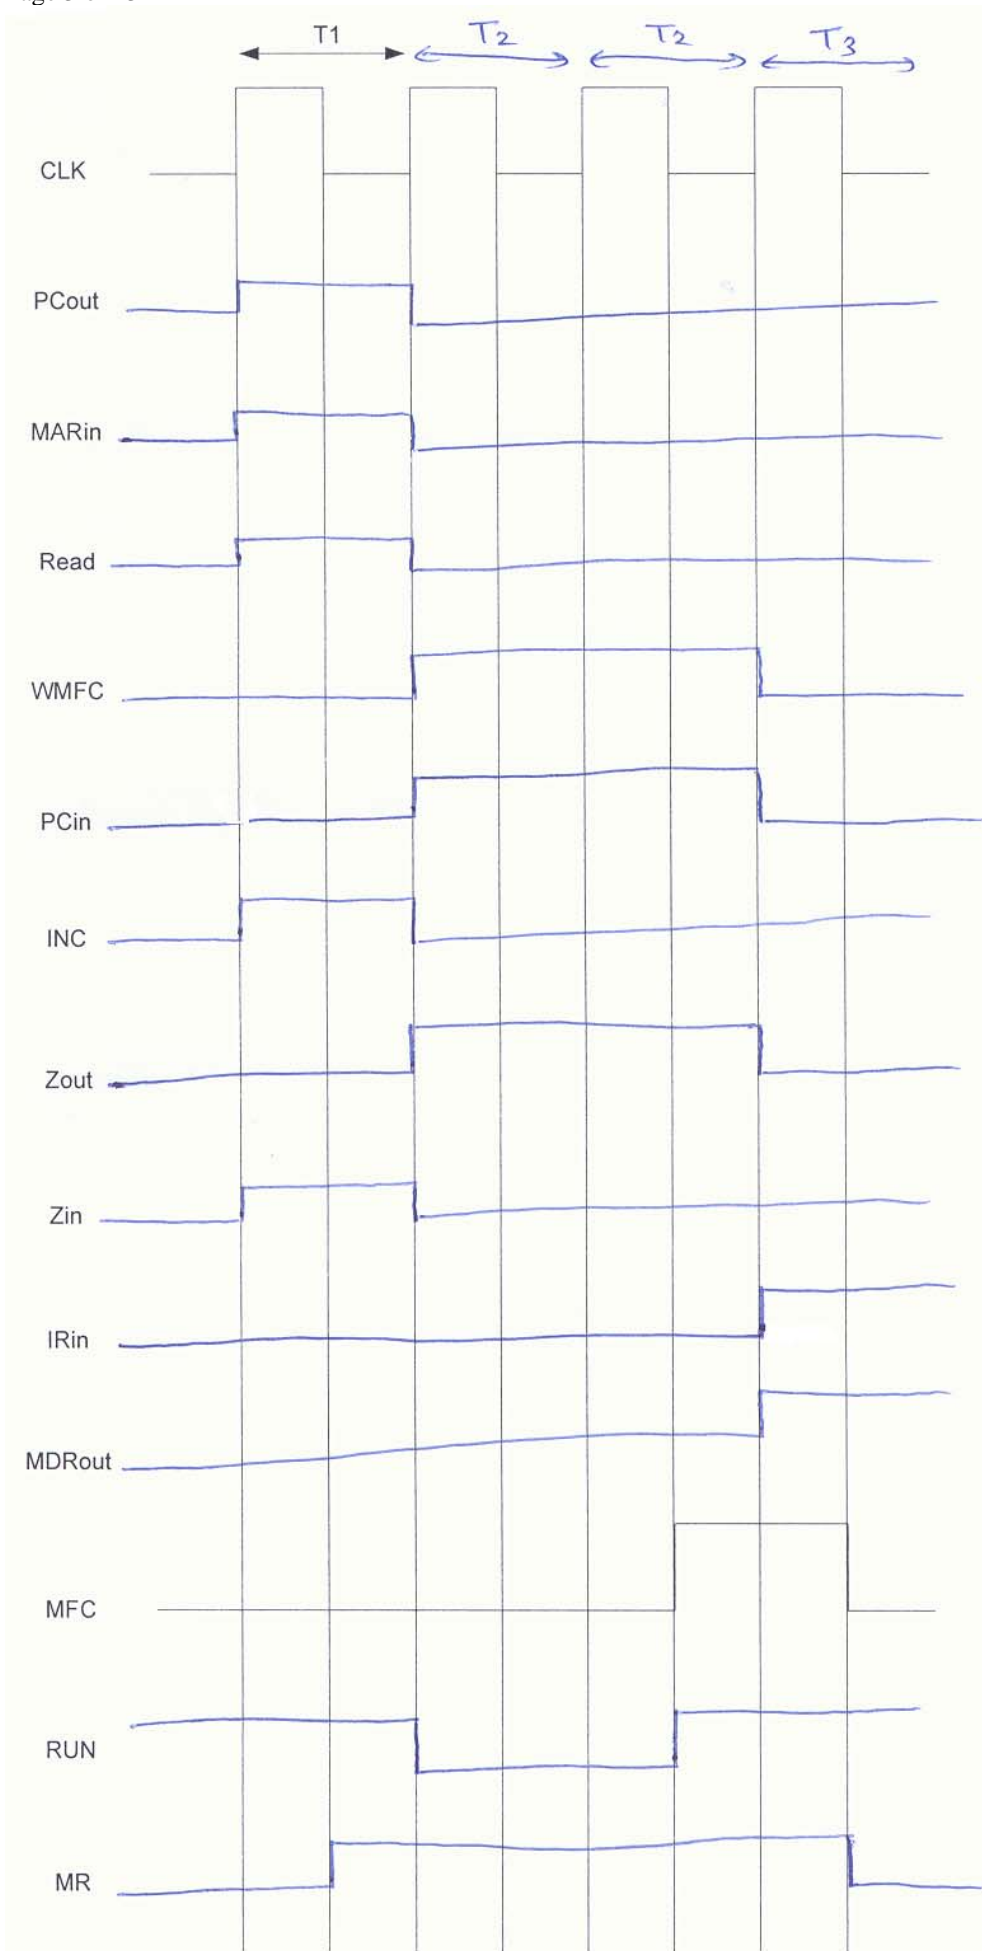 T1 T2 T2 T3
CLK
PCout
MARin
Read
WMFC
PCin
INC
Zout
Zin
IRin
MDRout
MFC
RUN
MR